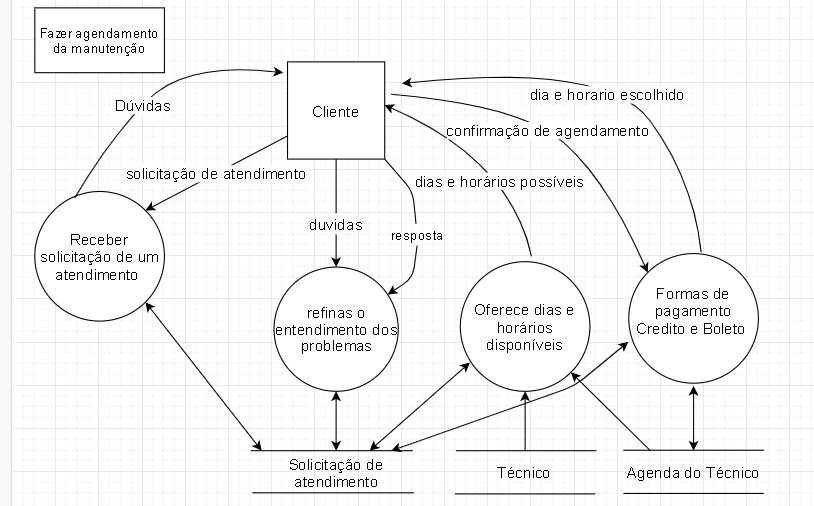 Fazer agendamento
da manutenção
Dúvidas
Cliente
dia e horario escolhido
confirmação de agendamento
solicitação de atendimento
dias e horários possíveis
duvidas
resposta
Receber
solicitação de um
atendimento
refinas o
entendimento dos
problemas
Oferece dias e
horários
disponíveis
Formas de
pagamento
Credito e Boleto
Solicitação de
atendimento
Técnico
Agenda do Técnico